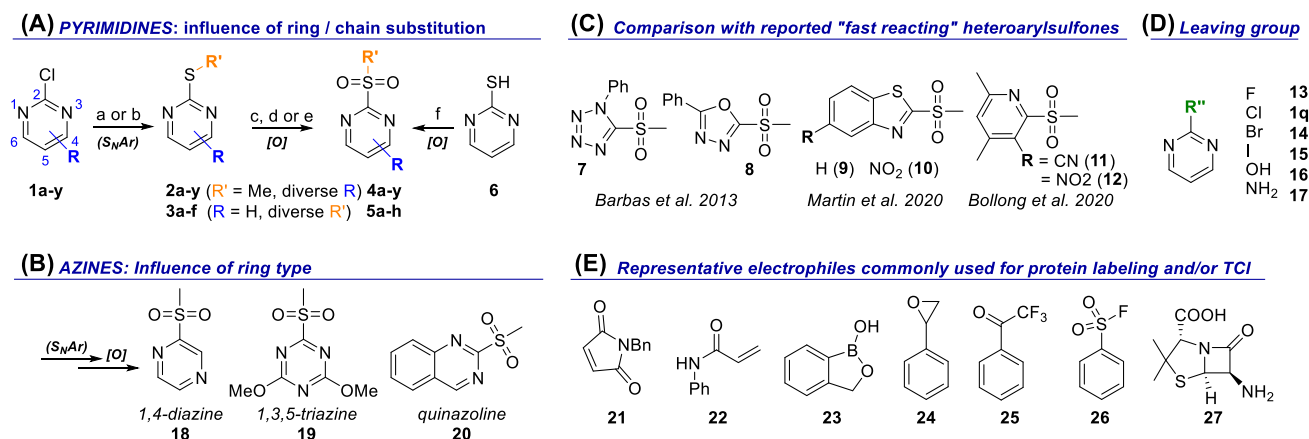 (A) PYRIMIDINES: influence of ring / chain substitution
Cl
2
1 N N 3
6 4
5
R
1a-y
a or b
(SNAr)
S R'
N N
R
2a-y (R' = Me, diverse R) 4a-y
3a-f (R = H, diverse R') 5a-h
c, d or e
[O]
R'
O=S=O
N N
R
f
[O]
SH
N N
6
(B) AZINES: Influence of ring type
(SNAr) [O]
O=S=O
N
N
1,4-diazine
18
O=S=O
N N
MeO N OMe
1,3,5-triazine
19
N O
S
N O
quinazoline
20
(C) Comparison with reported "fast reacting" heteroarylsulfones
Ph
N N O
N S
N O
7
Ph O O
S
N N O
8
Barbas et al. 2013
S O
S
R N O
H (9) NO2 (10)
Martin et al. 2020
N O
S
O
R = CN (11)
= NO2 (12)
Bollong et al. 2020
(D) Leaving group
R"
N N
F 13
Cl 1q
Br 14
I 15
OH 16
NH2 17
(E) Representative electrophiles commonly used for protein labeling and/or TCI
O
NBn
O
21
O
HN
Ph
22
OH
B
O
23
O
24
O
CF3
25
O F
S
O
26
COOH
N O
S
H NH2
27